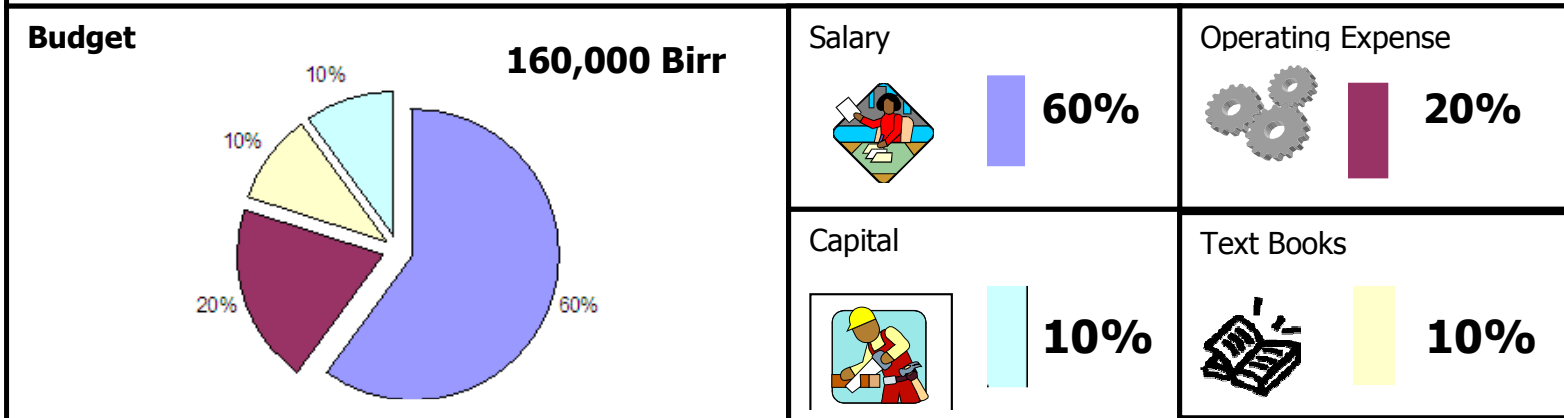 Budget
160,000 Birr
10%
10%
20%
60%
Salary
60%
Operating Expense
20%
Capital
10%
Text Books
10%